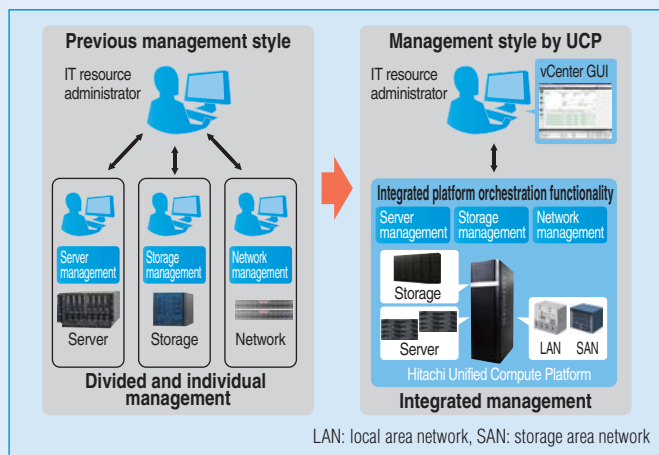 Previous management style
IT resource
administrator
Server
management
Storage
management
Network
management
Server
Storage
Network
Divided and individual
management
Management style by UCP
IT resource
administrator
vCenter GUI
Integrated platform orchestration functionality
Server
management
Storage
management
Network
management
Storage
Server
LAN
SAN
Hitachi Unified Compute Platform
Integrated management
LAN: local area network, SAN: storage area network